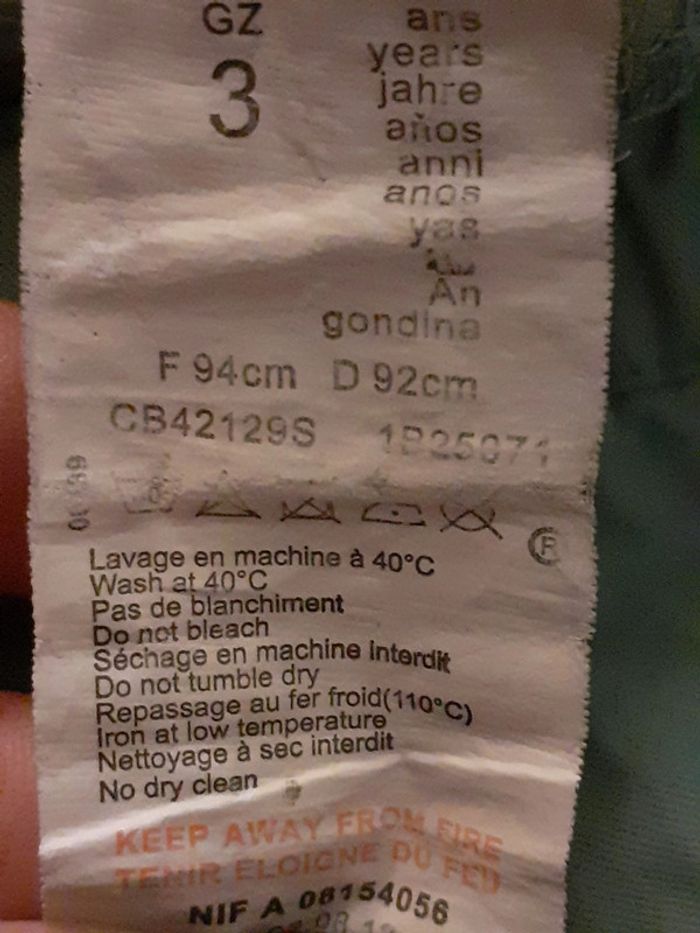 GZ ans
3 years
jahre
años
anni
anos
yas
An
gondina
F 94cm D 92cm
CB42129S
Lavage en machine à 40°C
Wash at 40°C
Pas de blanchiment
Do not bleach
Séchage en machine interdit
Do not tumble dry
Repassage au fer froid(110°C)
Iron at low temperature
Nettoyage à sec interdit
No dry clean
KEEP AWAY FROM FIRE
TENIR ELOIGNE DU FEU
NIF A 08154056